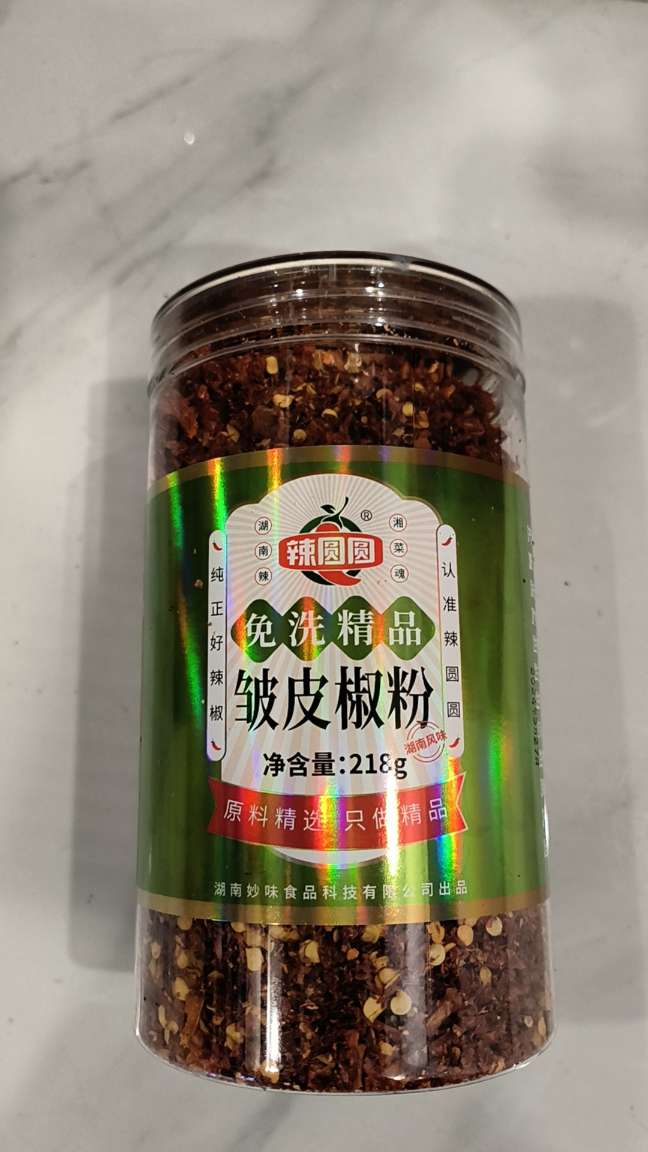 湖南辣
湘菜魂
®
辣圆圆
纯正好辣椒
认准辣圆圆
免洗精品
皱皮椒粉
湖南风味
净含量:218g
原料精选 只做精品
湖南妙味食品科技有限公司出品